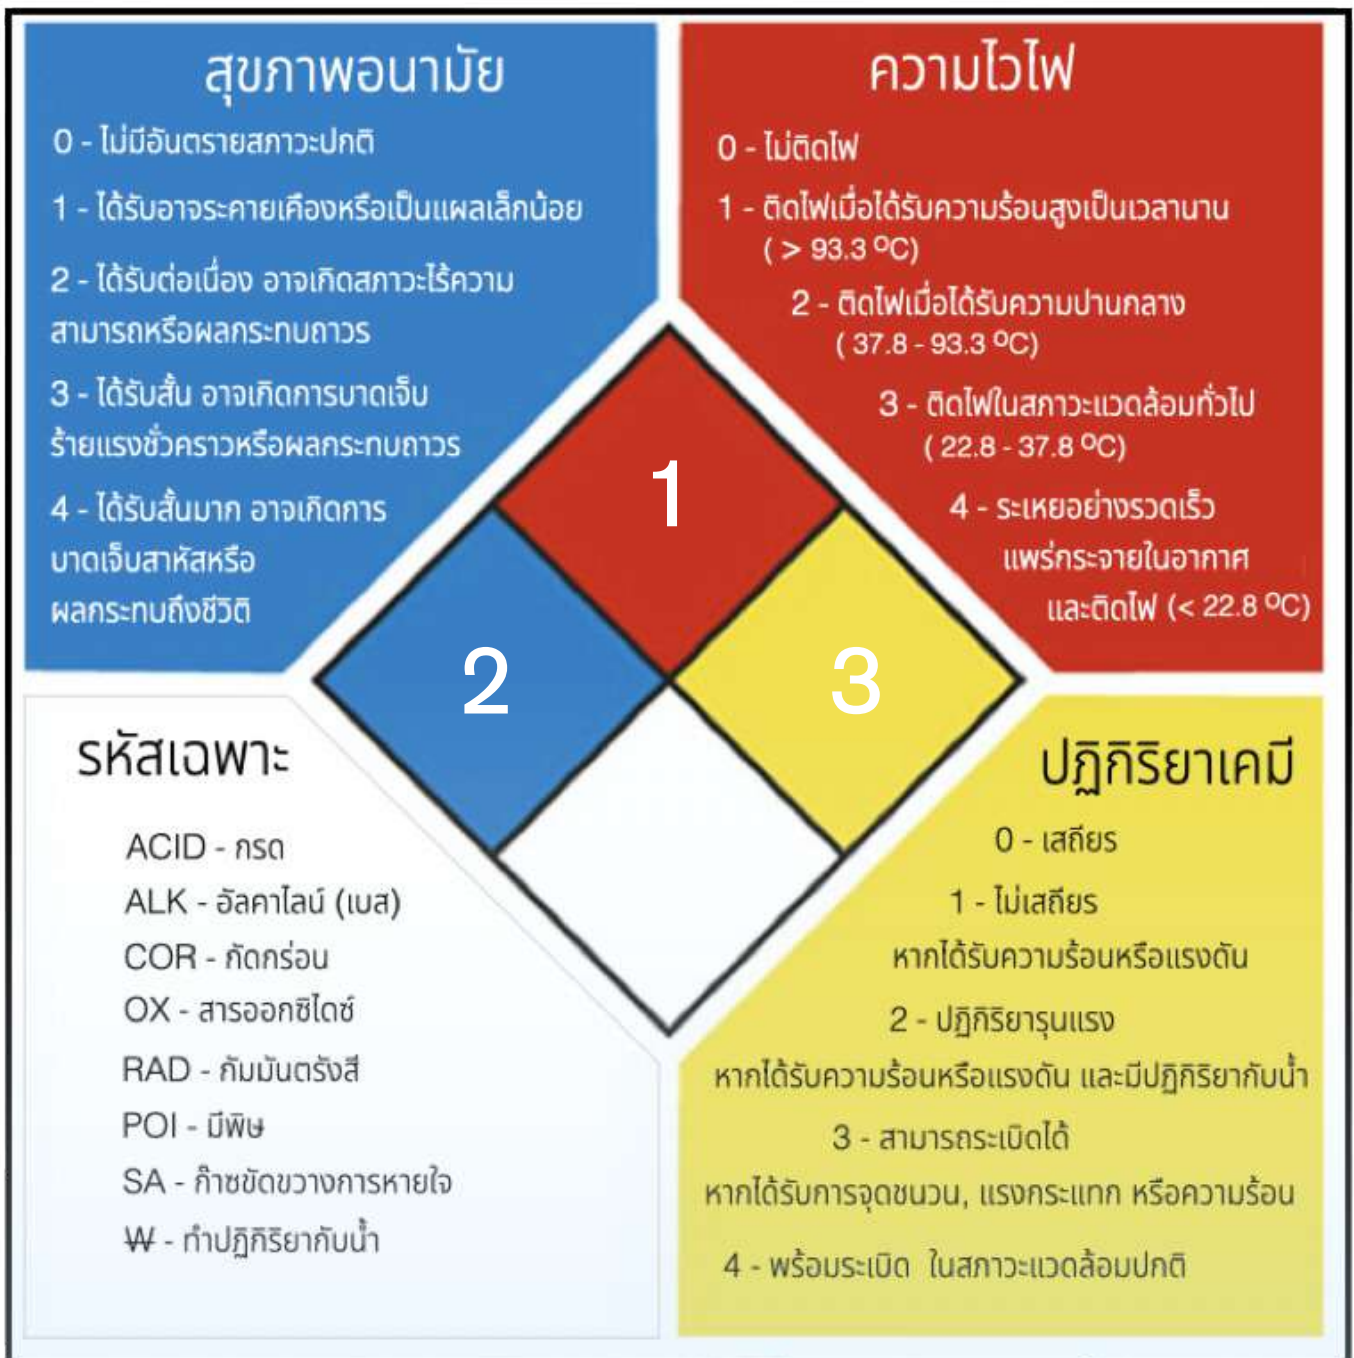 สุขภาพอนามัย
0 - ไม่มีอันตรายสภาวะปกติ
1 - ได้รับอาจระคายเคืองหรือเป็นแผลเล็กน้อย
2 - ได้รับต่อเนื่อง อาจเกิดสภาวะไร้ความ
สามารถหรือผลกระทบถาวร
3 - ได้รับสั้น อาจเกิดการบาดเจ็บ
ร้ายแรงชั่วคราวหรือผลกระทบถาวร
4 - ได้รับสั้นมาก อาจเกิดการ
บาดเจ็บสาหัสหรือ
ผลกระทบถึงชีวิติ
ความไวไฟ
0 - ไม่ติดไฟ
1 - ติดไฟเมื่อได้รับความร้อนสูงเป็นเวลานาน
( > 93.3 ºC)
2 - ติดไฟเมื่อได้รับความปานกลาง
( 37.8 - 93.3 ºC)
3 - ติดไฟในสภาวะแวดล้อมทั่วไป
( 22.8 - 37.8 ºC)
4 - ระเหยอย่างรวดเร็ว
แพร่กระจายในอากาศ
และติดไฟ (< 22.8 ºC)
1
2
3
รหัสเฉพาะ
ACID - กรด
ALK - อัลคาไลน์ (เบส)
COR - กัดกร่อน
OX - สารออกซิไดซ์
RAD - กัมมันตรังสี
POI - มีพิษ
SA - ก๊าซขัดขวางการหายใจ
W̶ - ทำปฏิกิริยากับน้ำ
ปฏิกิริยาเคมี
0 - เสถียร
1 - ไม่เสถียร
หากได้รับความร้อนหรือแรงดัน
2 - ปฏิกิริยารุนแรง
หากได้รับความร้อนหรือแรงดัน และมีปฏิกิริยากับน้ำ
3 - สามารถระเบิดได้
หากได้รับการจุดชนวน, แรงกระแทก หรือความร้อน
4 - พร้อมระเบิด ในสภาวะแวดล้อมปกติ